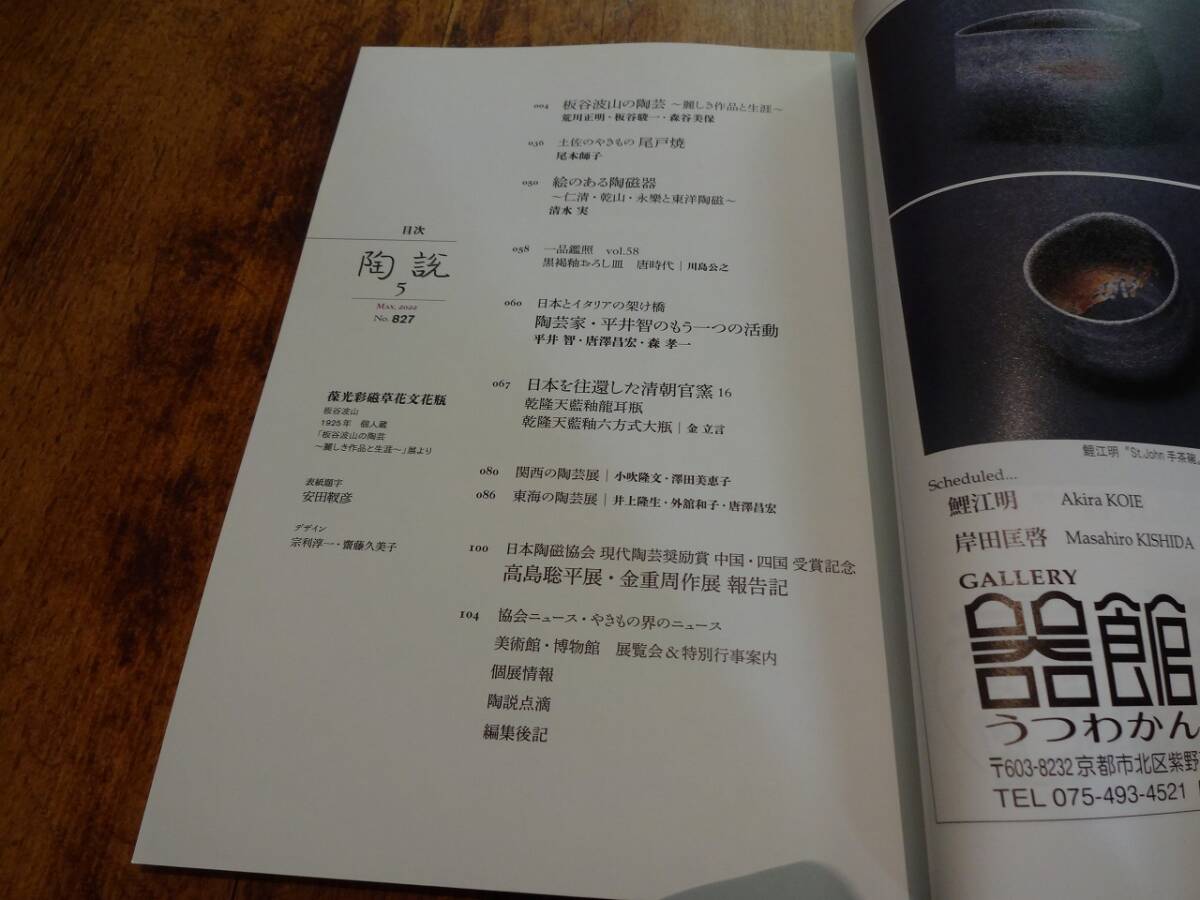 004 板谷波山の陶芸 ～麗しき作品と生涯～
荒川正明・板谷駿一・森谷美保
036 土佐のやきもの 尾戸焼
尾本師子
050 絵のある陶磁器
～仁清・乾山・永樂と東洋陶磁～
清水 実
058 一品鑑照 vol.58
黒褐釉おろし皿 唐時代 | 川島公之
060 日本とイタリアの架け橋
陶芸家・平井智のもう一つの活動
平井 智・唐澤昌宏・森 孝一
067 日本を往還した清朝官窯 16
乾隆天藍釉龍耳瓶
乾隆天藍釉六方式大瓶 | 金 立言
080 関西の陶芸展 | 小吹隆文・澤田美恵子
086 東海の陶芸展 | 井上隆生・外舘和子・唐澤昌宏
100 日本陶磁協会 現代陶芸奨励賞 中国・四国 受賞記念
高島聡平展・金重周作展 報告記
104 協会ニュース・やきもの界のニュース
美術館・博物館 展覧会＆特別行事案内
個展情報
陶説点滴
編集後記
目次
陶説
5
MAY, 2022
No. 827
葆光彩磁草花文花瓶
板谷波山
1925年 個人蔵
「板谷波山の陶芸
～麗しき作品と生涯～」展より
表紙題字
安田靫彦
デザイン
宗利淳一・齋藤久美子
鯉江明 "St.John 手茶碗"
Scheduled...
鯉江明 Akira KOIE
岸田匡啓 Masahiro KISHIDA
GALLERY
器館
うつわかん
〒603-8232 京都市北区紫野
TEL 075-493-4521